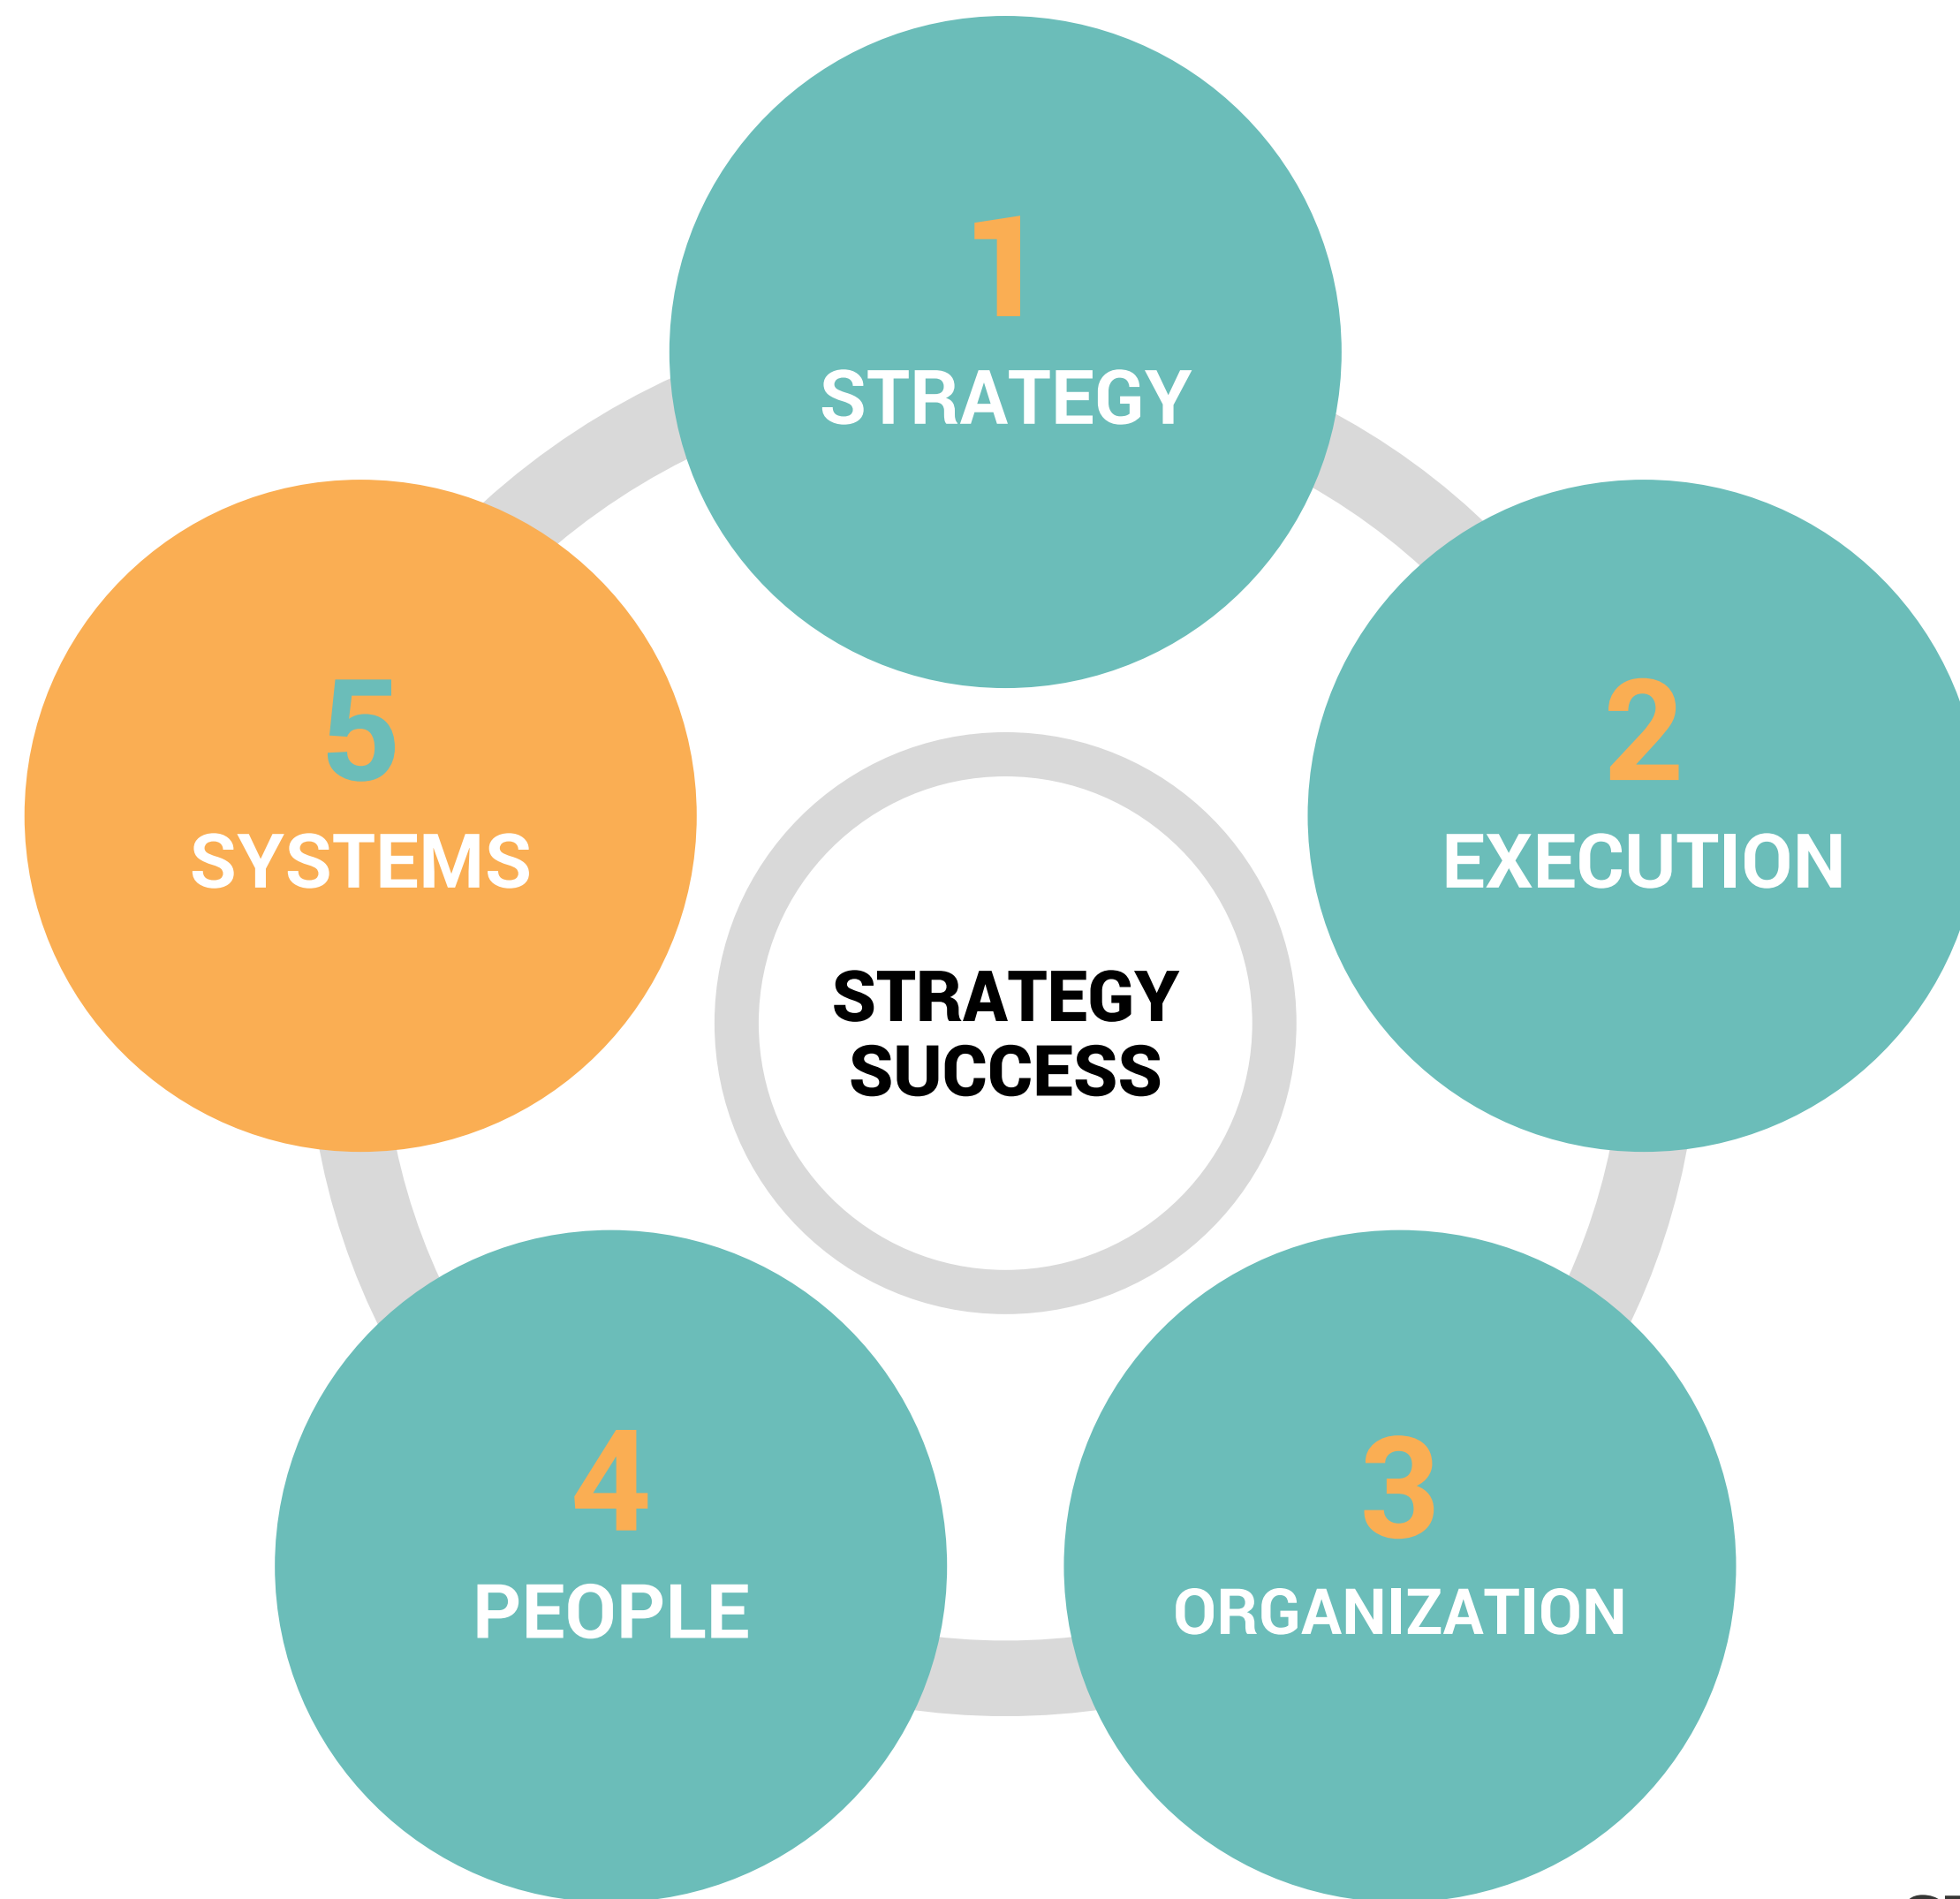 1
STRATEGY
2
EXECUTION
3
ORGANIZATION
4
PEOPLE
5
SYSTEMS
STRATEGY
SUCCESS